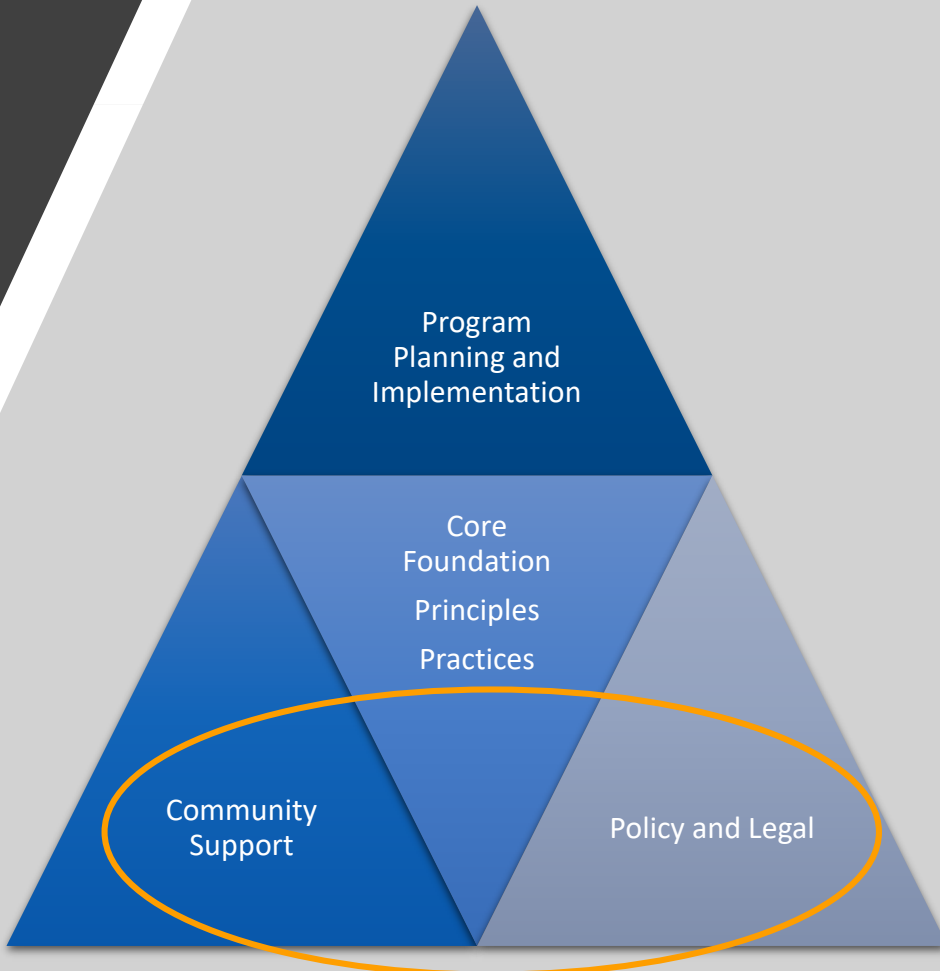 Program
Planning and
Implementation
Core
Foundation
Principles
Practices
Community
Support
Policy and Legal